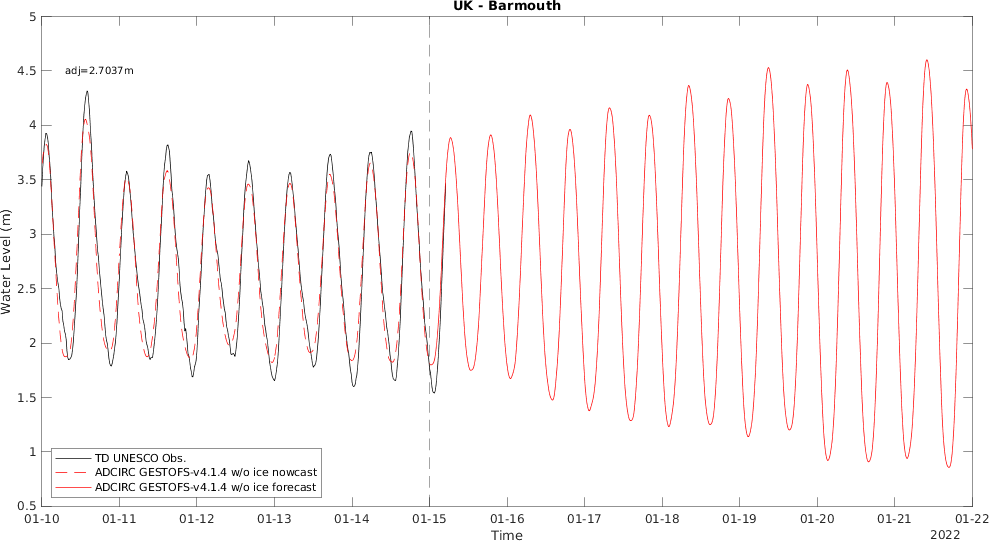 UK - Barmouth
5
4.5
4
3.5
3
2.5
2
1.5
1
0.5
Water Level (m)
adj=2.7037m
TD UNESCO Obs.
ADCIRC GESTOFS-v4.1.4 w/o ice nowcast
ADCIRC GESTOFS-v4.1.4 w/o ice forecast
01-10 01-11 01-12 01-13 01-14 01-15 01-16 01-17 01-18 01-19 01-20 01-21 01-22
Time
2022